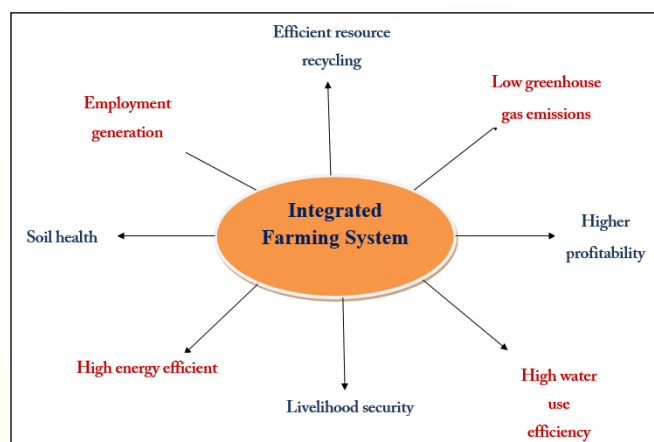 Efficient resource
recycling
Low greenhouse
gas emissions
Employment
generation
Integrated
Farming System
Soil health
Higher
profitability
High energy efficient
Livelihood security
High water
use
efficiency